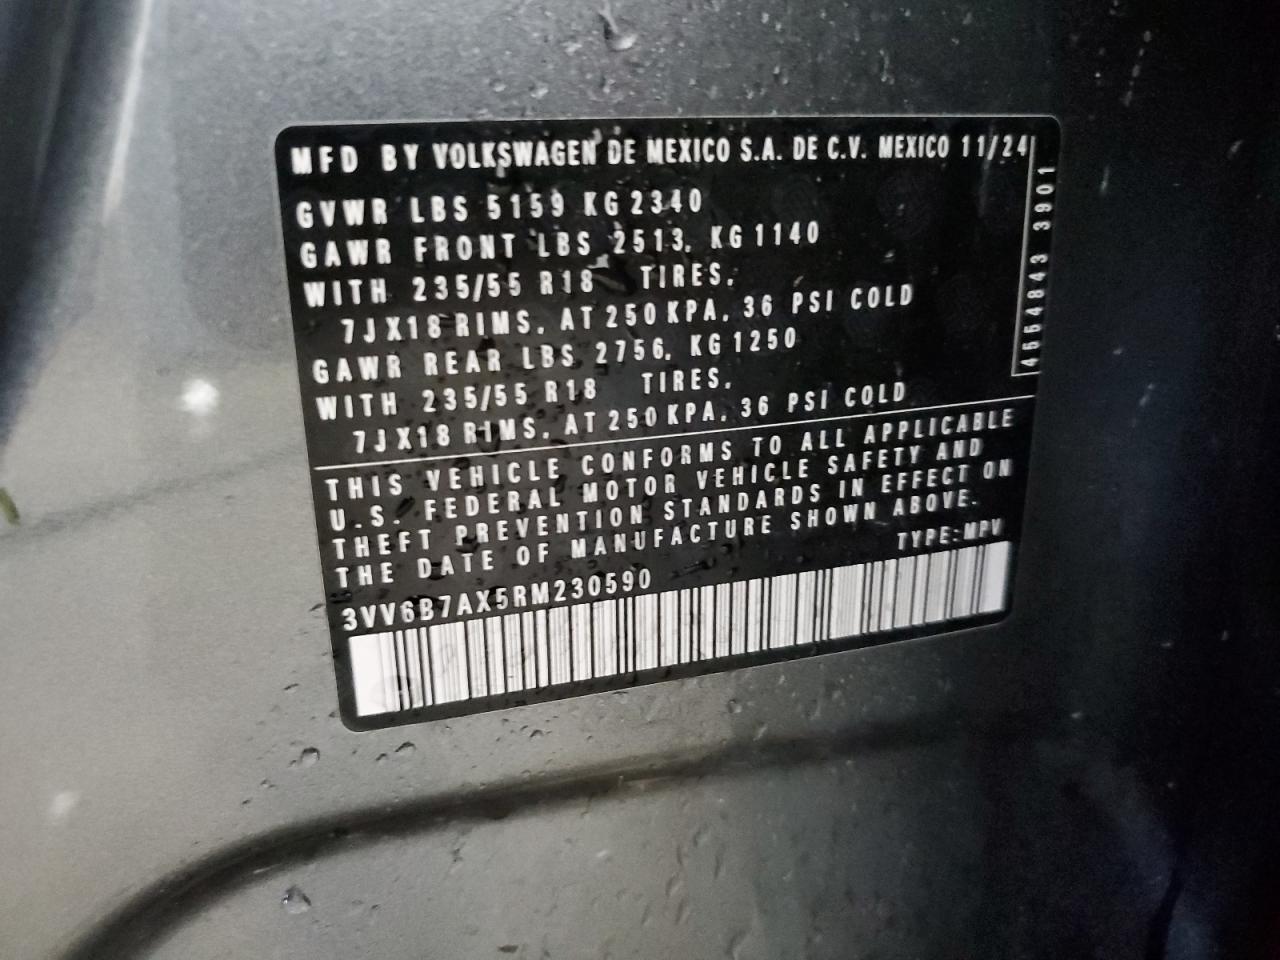 MFD BY VOLKSWAGEN DE MEXICO S.A. DE C.V. MEXICO 11/24
GVWR LBS 5159 KG 2340
GAWR FRONT LBS 2513, KG 1140
WITH 235/55 R18 TIRES,
7JX18 RIMS, AT 250 KPA, 36 PSI COLD
GAWR REAR LBS 2756, KG 1250
WITH 235/55 R18 TIRES,
7JX18 RIMS, AT 250 KPA, 36 PSI COLD
4554843 3901
THIS VEHICLE CONFORMS TO ALL APPLICABLE
U.S. FEDERAL MOTOR VEHICLE SAFETY AND
THEFT PREVENTION STANDARDS IN EFFECT ON
THE DATE OF MANUFACTURE SHOWN ABOVE.
TYPE:MPV
3VV6B7AX5RM230590